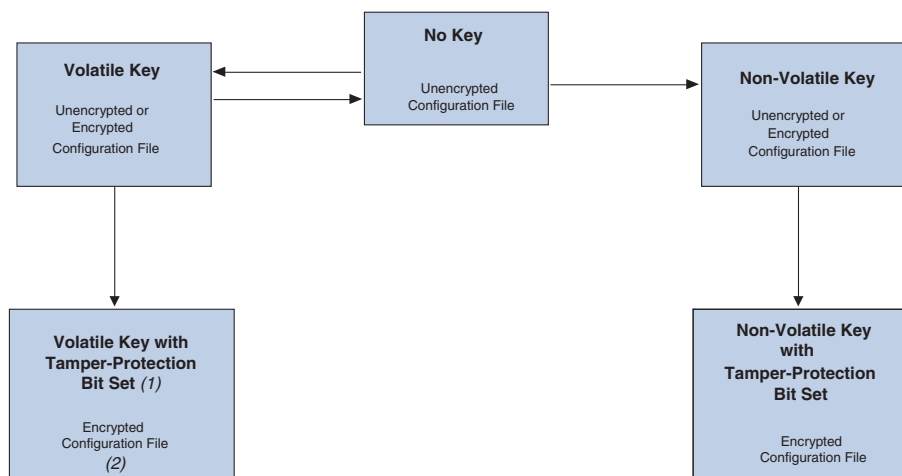 No Key
Unencrypted
Configuration File
Volatile Key
Unencrypted or
Encrypted
Configuration File
Non-Volatile Key
Unencrypted or
Encrypted
Configuration File
Volatile Key with
Tamper-Protection
Bit Set (1)
Encrypted
Configuration File
(2)
Non-Volatile Key
with
Tamper-Protection
Bit Set
Encrypted
Configuration File